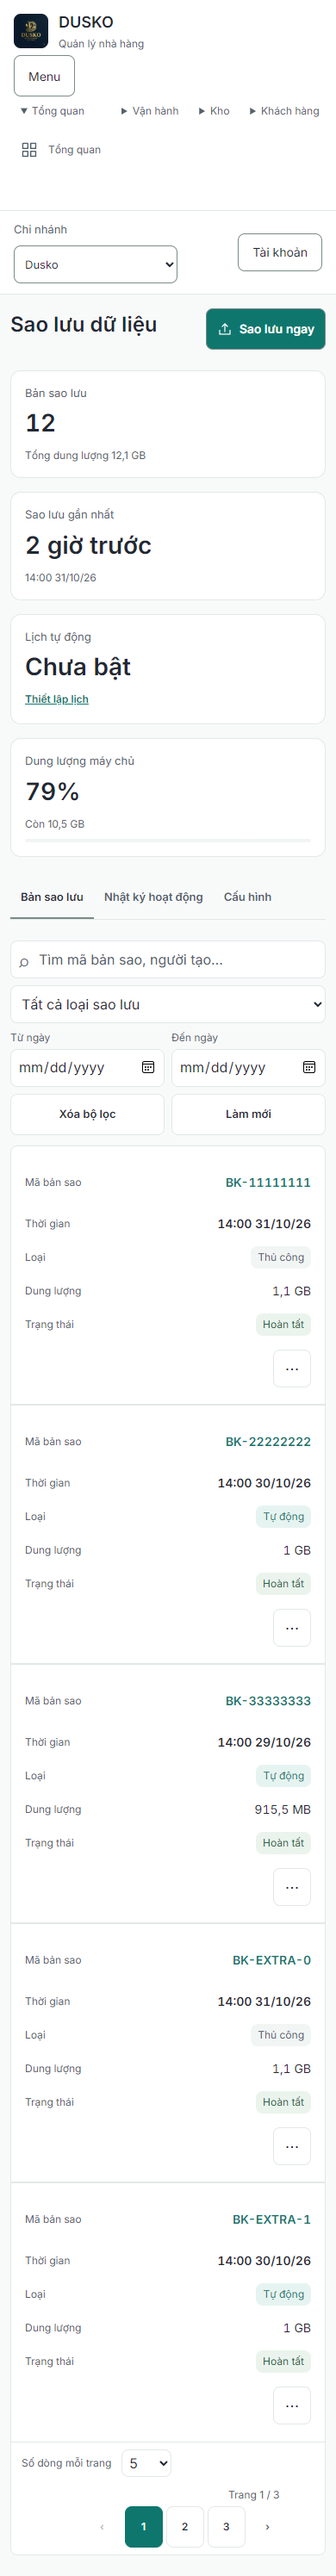 DUSKO
DUSKO
Quản lý nhà hàng
Menu
▼ Tổng quan ▶ Vận hành ▶ Kho ▶ Khách hàng
Tổng quan
Chi nhánh
Dusko
Tài khoản
Sao lưu dữ liệu
Sao lưu ngay
Bản sao lưu
12
Tổng dung lượng 12,1 GB
Sao lưu gần nhất
2 giờ trước
14:00 31/10/26
Lịch tự động
Chưa bật
Thiết lập lịch
Dung lượng máy chủ
79%
Còn 10,5 GB
Bản sao lưu Nhật ký hoạt động Cấu hình
Tìm mã bản sao, người tạo...
Tất cả loại sao lưu
Từ ngày Đến ngày
mm/dd/yyyy mm/dd/yyyy
Xóa bộ lọc Làm mới
Mã bản sao BK-11111111
Thời gian 14:00 31/10/26
Loại Thủ công
Dung lượng 1,1 GB
Trạng thái Hoàn tất
...
Mã bản sao BK-22222222
Thời gian 14:00 30/10/26
Loại Tự động
Dung lượng 1 GB
Trạng thái Hoàn tất
...
Mã bản sao BK-33333333
Thời gian 14:00 29/10/26
Loại Tự động
Dung lượng 915,5 MB
Trạng thái Hoàn tất
...
Mã bản sao BK-EXTRA-0
Thời gian 14:00 31/10/26
Loại Thủ công
Dung lượng 1,1 GB
Trạng thái Hoàn tất
...
Mã bản sao BK-EXTRA-1
Thời gian 14:00 30/10/26
Loại Tự động
Dung lượng 1 GB
Trạng thái Hoàn tất
...
Số dòng mỗi trang 5
Trang 1 / 3
‹ 1 2 3 ›